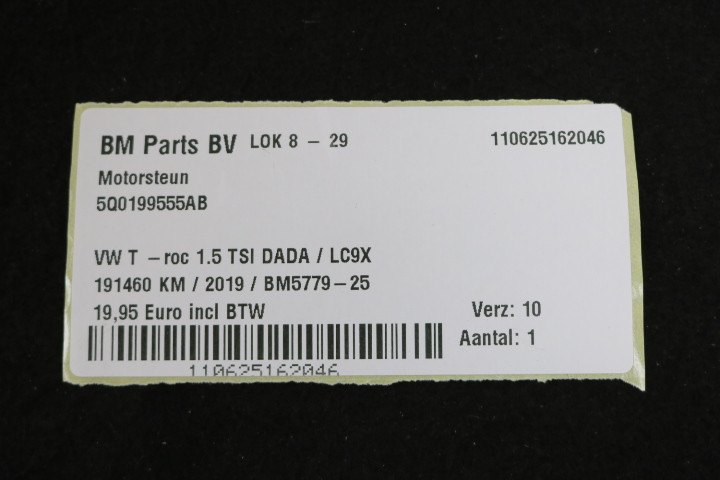 BM Parts BV LOK 8 - 29 110625162046
Motorsteun
5Q0199555AB
VW T - roc 1.5 TSI DADA / LC9X
191460 KM / 2019 / BM5779-25
19,95 Euro incl BTW Verz: 10
Aantal: 1
110625162046